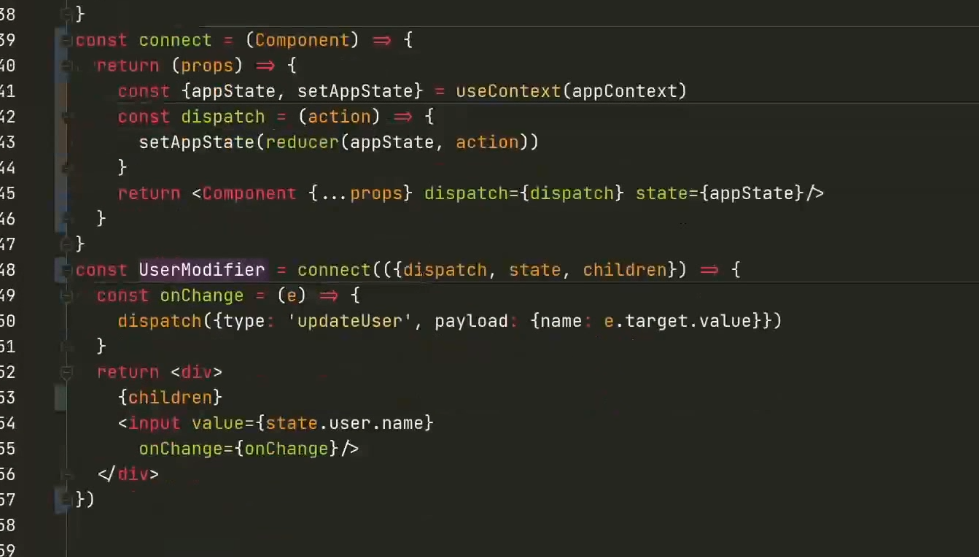 38 }
39 const connect = (Component) => {
40   return (props) => {
41     const {appState, setAppState} = useContext(appContext)
42     const dispatch = (action) => {
43       setAppState(reducer(appState, action))
44     }
45     return <Component {...props} dispatch={dispatch} state={appState}/>
46   }
47 }
48 const UserModifier = connect(({dispatch, state, children}) => {
49   const onChange = (e) => {
50     dispatch({type: 'updateUser', payload: {name: e.target.value}})
51   }
52   return <div>
53     {children}
54     <input value={state.user.name}
55       onChange={onChange}/>
56   </div>
57 })
58
59